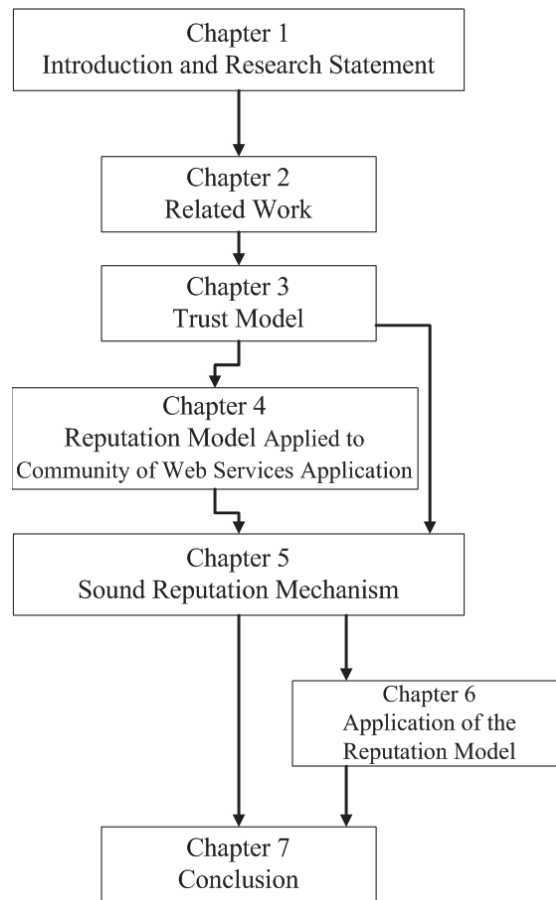 Chapter 1
Introduction and Research Statement
Chapter 2
Related Work
Chapter 3
Trust Model
Chapter 4
Reputation Model Applied to
Community of Web Services Application
Chapter 5
Sound Reputation Mechanism
Chapter 6
Application of the
Reputation Model
Chapter 7
Conclusion